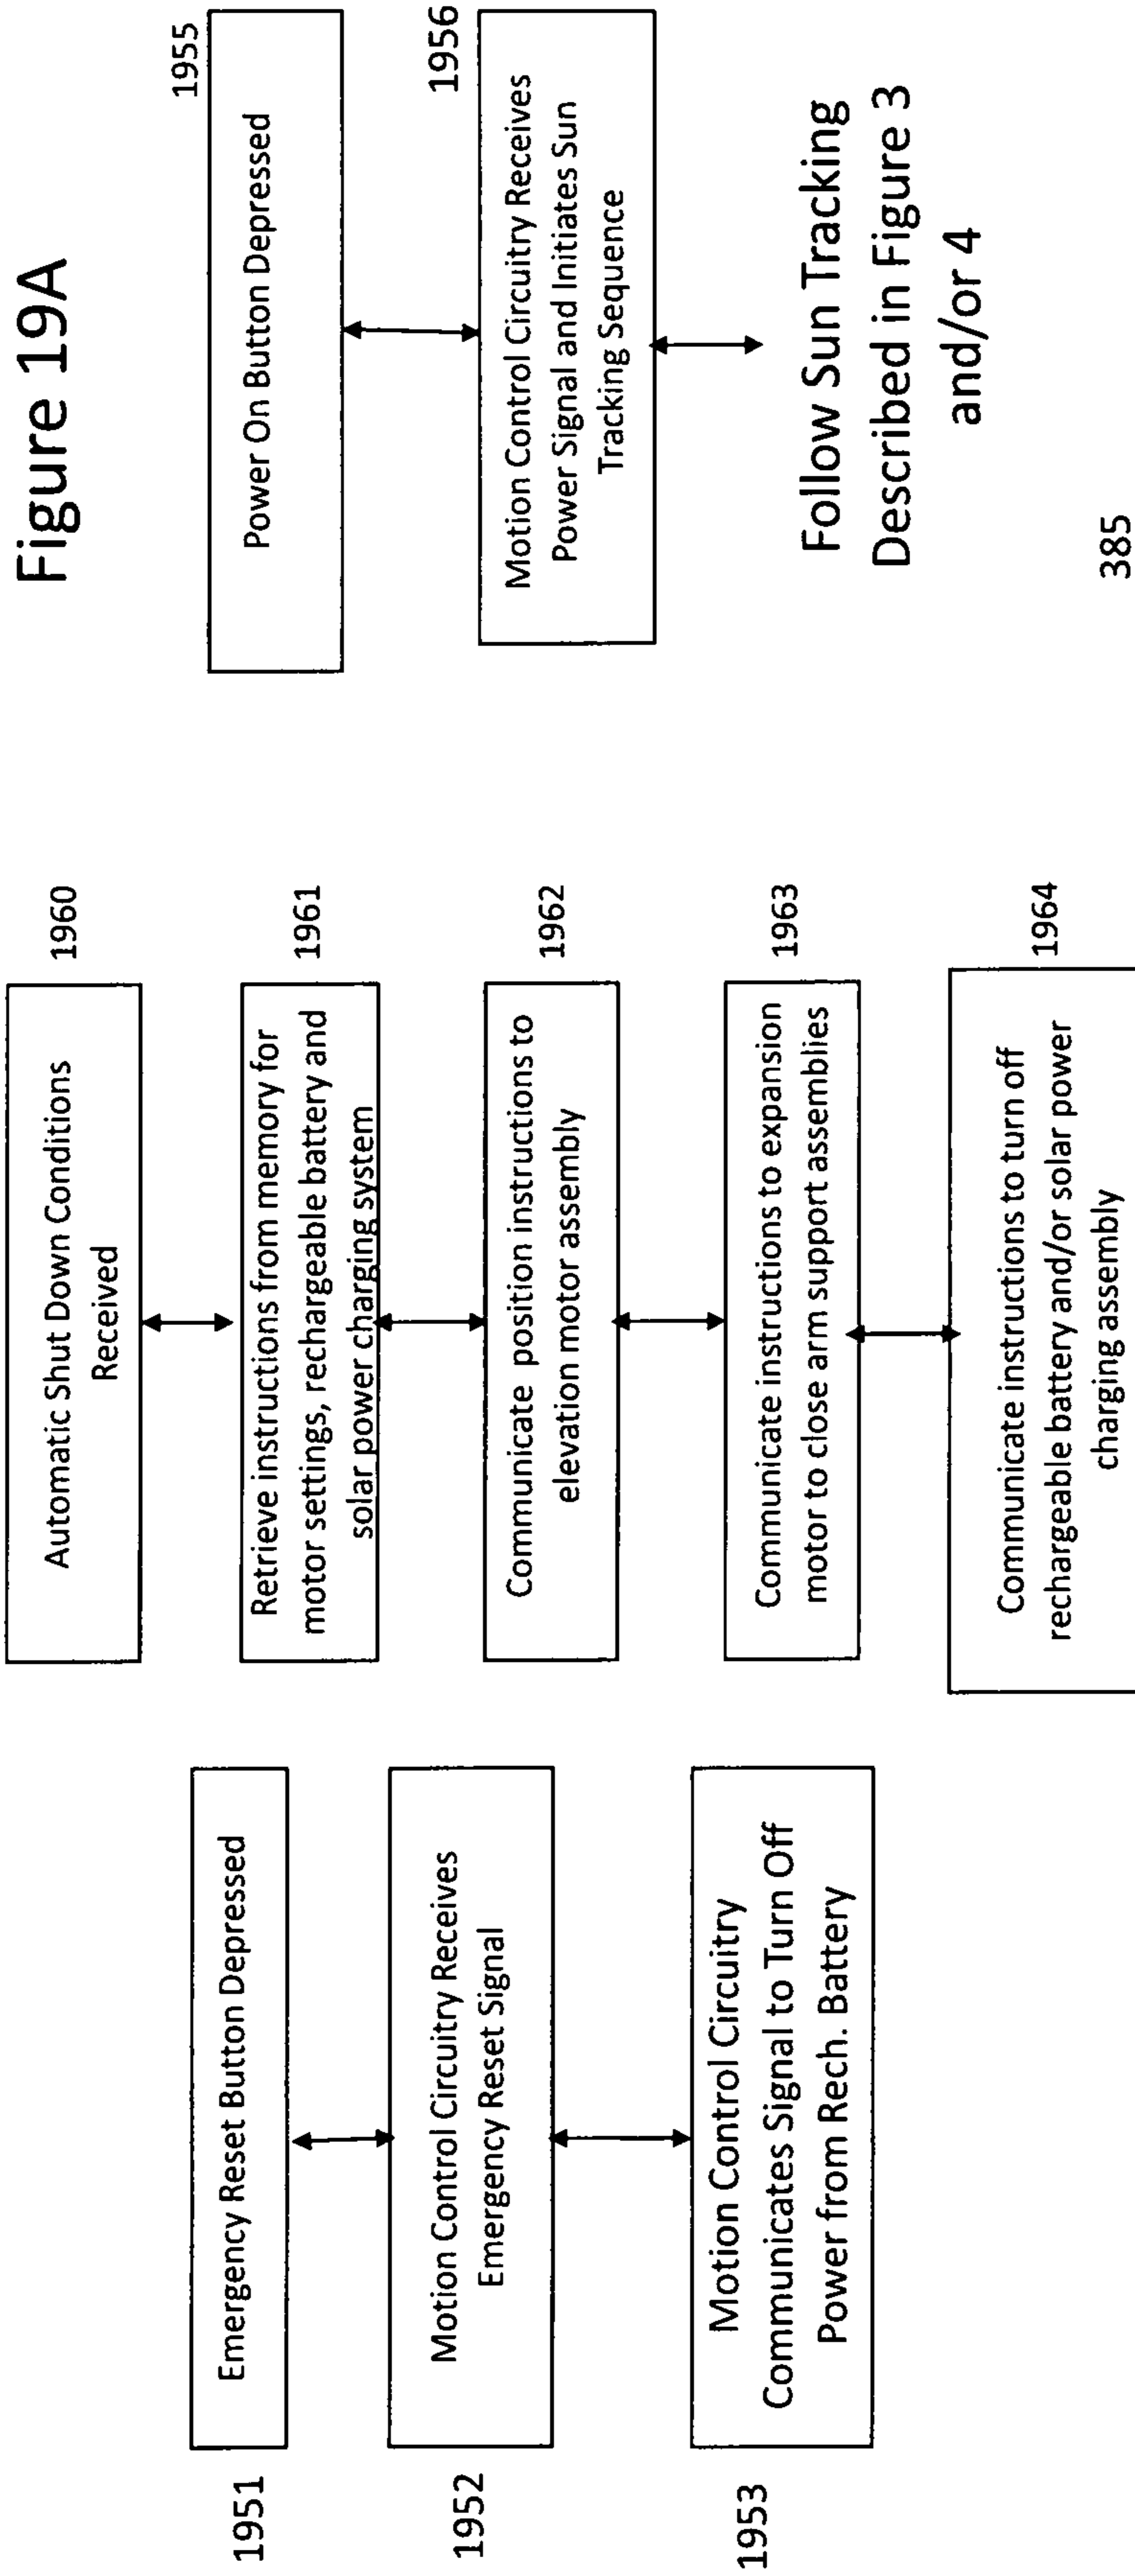 Figure 19A
1951
Emergency Reset Button Depressed
1952
Motion Control Circuitry Receives
Emergency Reset Signal
1953
Motion Control Circuitry
Communicates Signal to Turn Off
Power from Rech. Battery
Automatic Shut Down Conditions
Received
1960
Retrieve instructions from memory for
motor settings, rechargeable battery and
solar power charging system
1961
Communicate position instructions to
elevation motor assembly
1962
Communicate instructions to expansion
motor to close arm support assemblies
1963
Communicate instructions to turn off
rechargeable battery and/or solar power
charging assembly
1964
1955
Power On Button Depressed
1956
Motion Control Circuitry Receives
Power Signal and Initiates Sun
Tracking Sequence
Follow Sun Tracking
Described in Figure 3
and/or 4
385